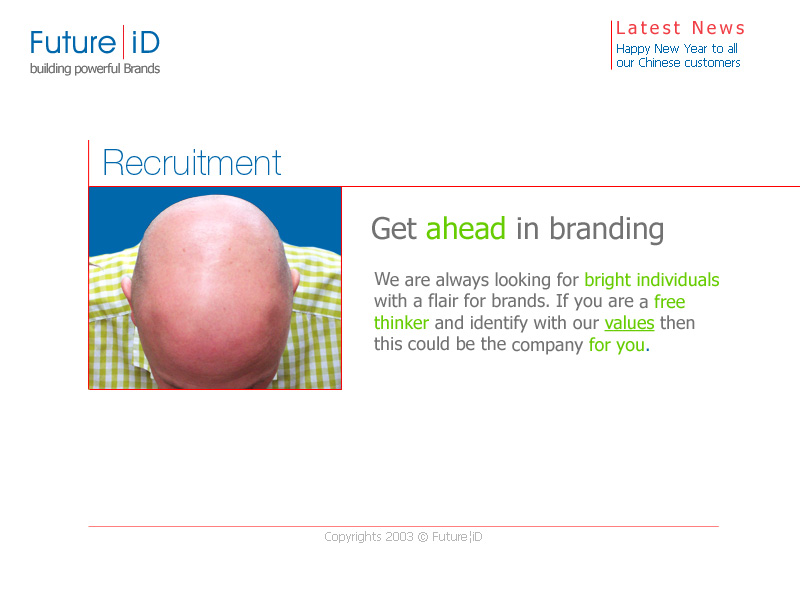 Future|iD
building powerful Brands
Latest News
Happy New Year to all
our Chinese customers
Recruitment
Get ahead in branding
We are always looking for bright individuals
with a flair for brands. If you are a free
thinker and identify with our values then
this could be the company for you.
Copyrights 2003 © Future|iD